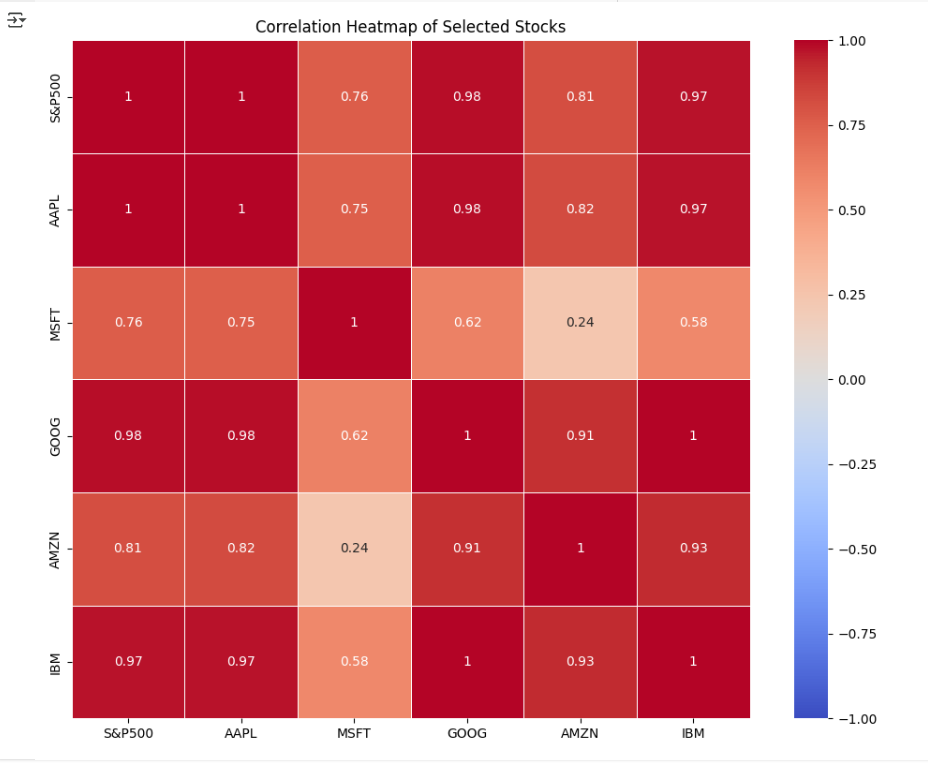 Correlation Heatmap of Selected Stocks
S&P500 1 1 0.76 0.98 0.81 0.97
AAPL 1 1 0.75 0.98 0.82 0.97
MSFT 0.76 0.75 1 0.62 0.24 0.58
GOOG 0.98 0.98 0.62 1 0.91 1
AMZN 0.81 0.82 0.24 0.91 1 0.93
IBM 0.97 0.97 0.58 1 0.93 1
S&P500 AAPL MSFT GOOG AMZN IBM
1.00
0.75
0.50
0.25
0.00
−0.25
−0.50
−0.75
−1.00